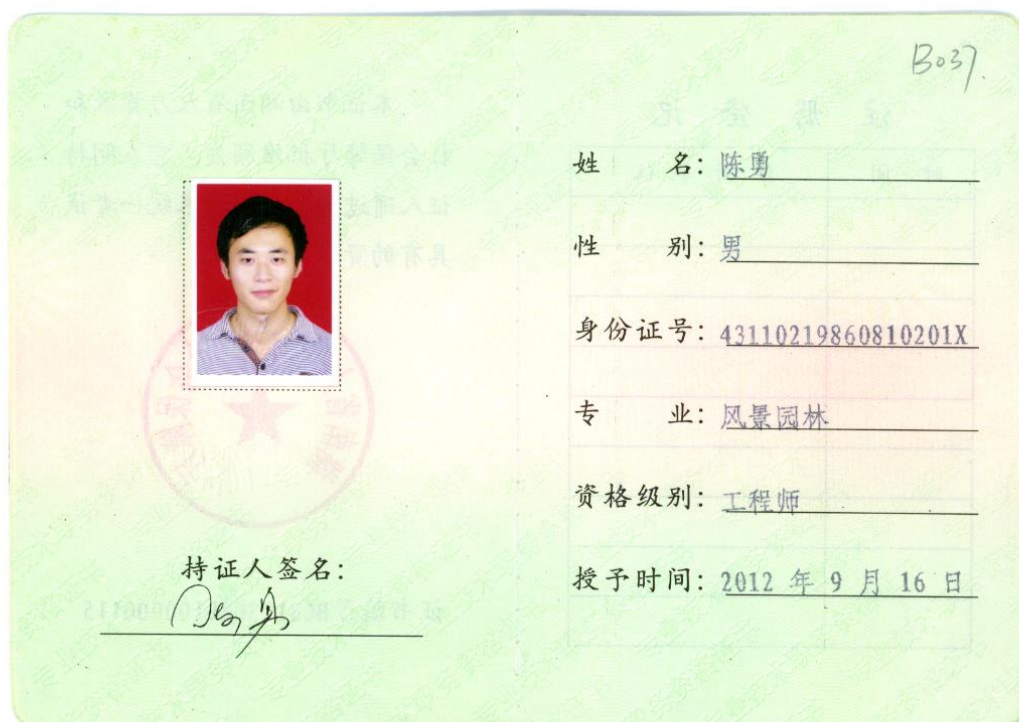 B037.
姓 名：陈勇
性 别：男
身份证号：43110219860810201X
专 业：风景园林
资格级别：工程师
授予时间：2012 年 9 月 16 日
持证人签名：
陈勇